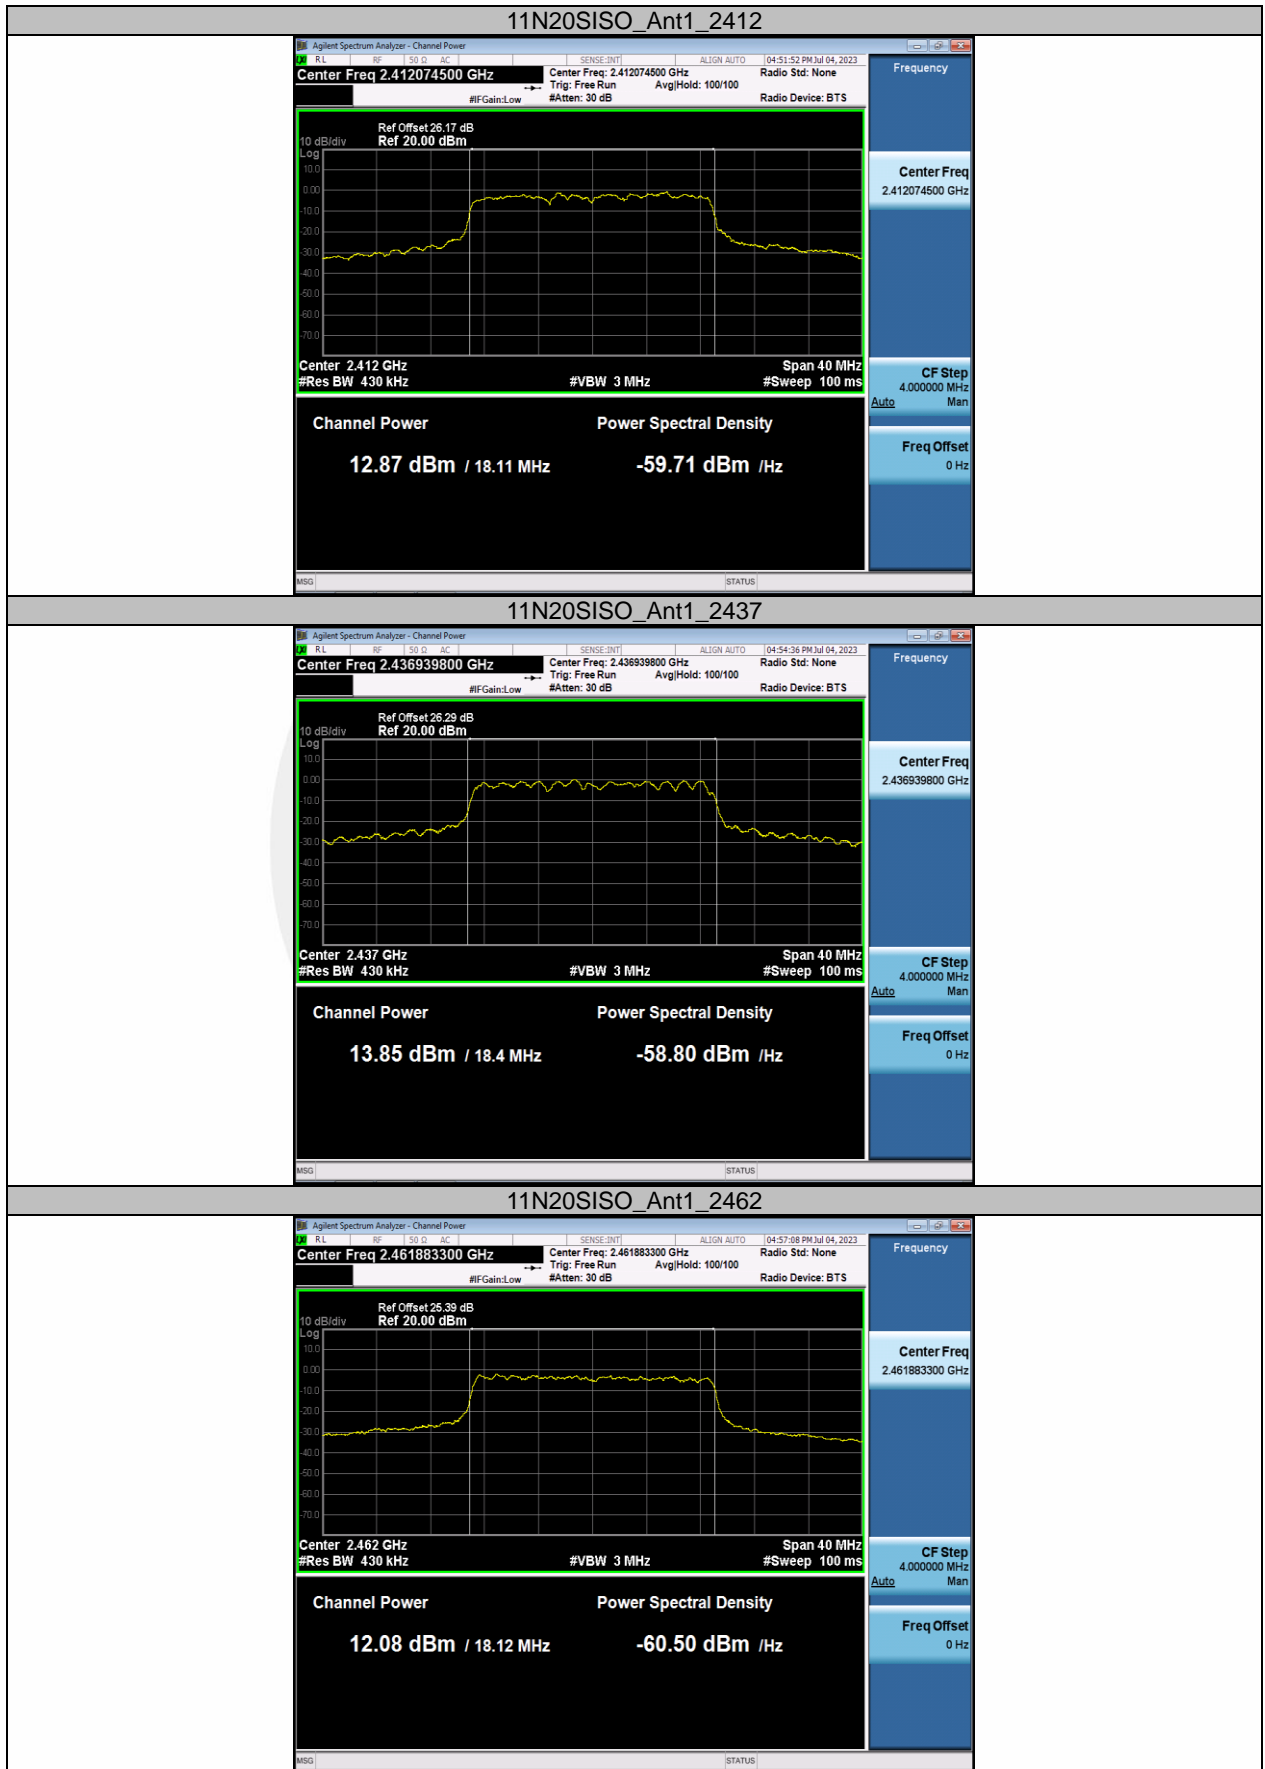 11N20SISO_Ant1_2412
Agilent Spectrum Analyzer - Channel Power
RL RF 50 Ω AC SENSE:INT ALIGN AUTO 04:51:52 PM Jul 04, 2023
Center Freq 2.412074500 GHz
Center Freq: 2.412074500 GHz Radio Std: None
Trig: Free Run Avg|Hold: 100/100
#IFGain:Low #Atten: 30 dB Radio Device: BTS
Frequency
Ref Offset 26.17 dB
10 dB/div Ref 20.00 dBm
Log
10.0
0.00
-10.0
-20.0
-30.0
-40.0
-50.0
-60.0
-70.0
Center 2.412 GHz Span 40 MHz
#Res BW 430 kHz #VBW 3 MHz #Sweep 100 ms
Center Freq
2.412074500 GHz
CF Step
4.000000 MHz
Auto Man
Freq Offset
0 Hz
Channel Power Power Spectral Density
12.87 dBm / 18.11 MHz -59.71 dBm /Hz
MSG STATUS
11N20SISO_Ant1_2437
Agilent Spectrum Analyzer - Channel Power
RL RF 50 Ω AC SENSE:INT ALIGN AUTO 04:54:36 PM Jul 04, 2023
Center Freq 2.436939800 GHz
Center Freq: 2.436939800 GHz Radio Std: None
Trig: Free Run Avg|Hold: 100/100
#IFGain:Low #Atten: 30 dB Radio Device: BTS
Frequency
Ref Offset 26.29 dB
10 dB/div Ref 20.00 dBm
Log
10.0
0.00
-10.0
-20.0
-30.0
-40.0
-50.0
-60.0
-70.0
Center 2.437 GHz Span 40 MHz
#Res BW 430 kHz #VBW 3 MHz #Sweep 100 ms
Center Freq
2.436939800 GHz
CF Step
4.000000 MHz
Auto Man
Freq Offset
0 Hz
Channel Power Power Spectral Density
13.85 dBm / 18.4 MHz -58.80 dBm /Hz
MSG STATUS
11N20SISO_Ant1_2462
Agilent Spectrum Analyzer - Channel Power
RL RF 50 Ω AC SENSE:INT ALIGN AUTO 04:57:08 PM Jul 04, 2023
Center Freq 2.461883300 GHz
Center Freq: 2.461883300 GHz Radio Std: None
Trig: Free Run Avg|Hold: 100/100
#IFGain:Low #Atten: 30 dB Radio Device: BTS
Frequency
Ref Offset 25.39 dB
10 dB/div Ref 20.00 dBm
Log
10.0
0.00
-10.0
-20.0
-30.0
-40.0
-50.0
-60.0
-70.0
Center 2.462 GHz Span 40 MHz
#Res BW 430 kHz #VBW 3 MHz #Sweep 100 ms
Center Freq
2.461883300 GHz
CF Step
4.000000 MHz
Auto Man
Freq Offset
0 Hz
Channel Power Power Spectral Density
12.08 dBm / 18.12 MHz -60.50 dBm /Hz
MSG STATUS